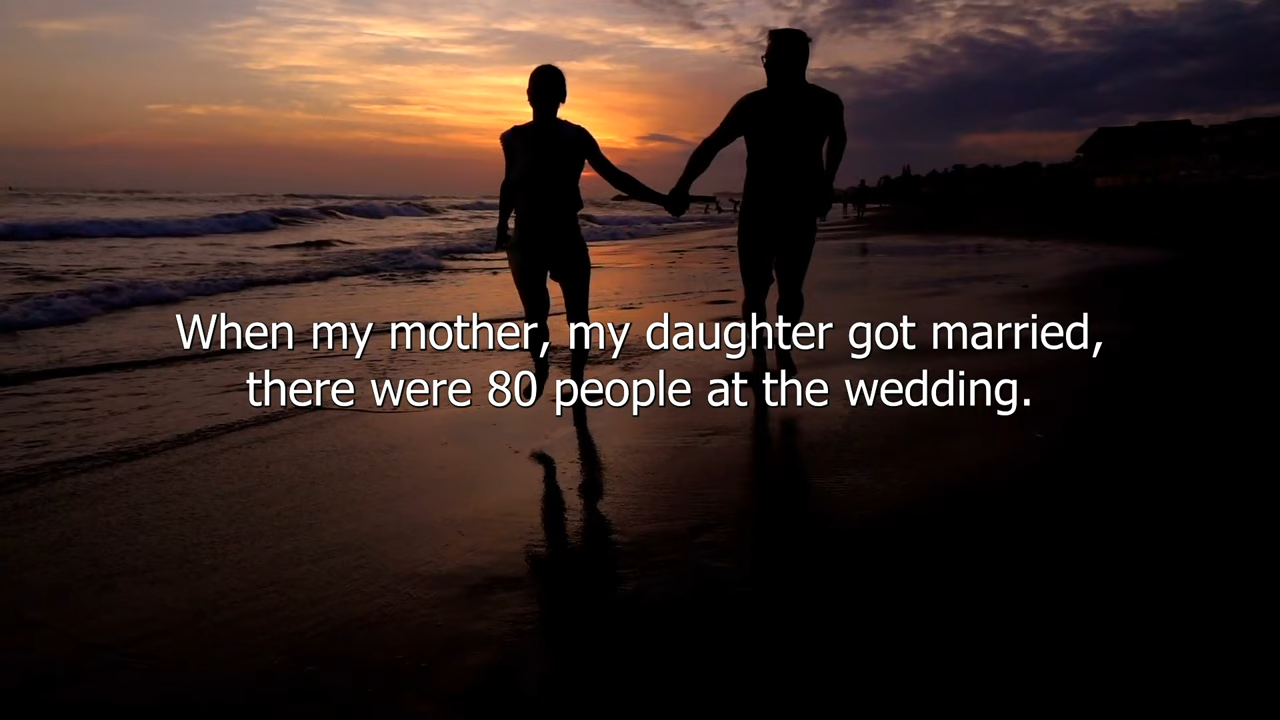 When my mother, my daughter got married,
there were 80 people at the wedding.